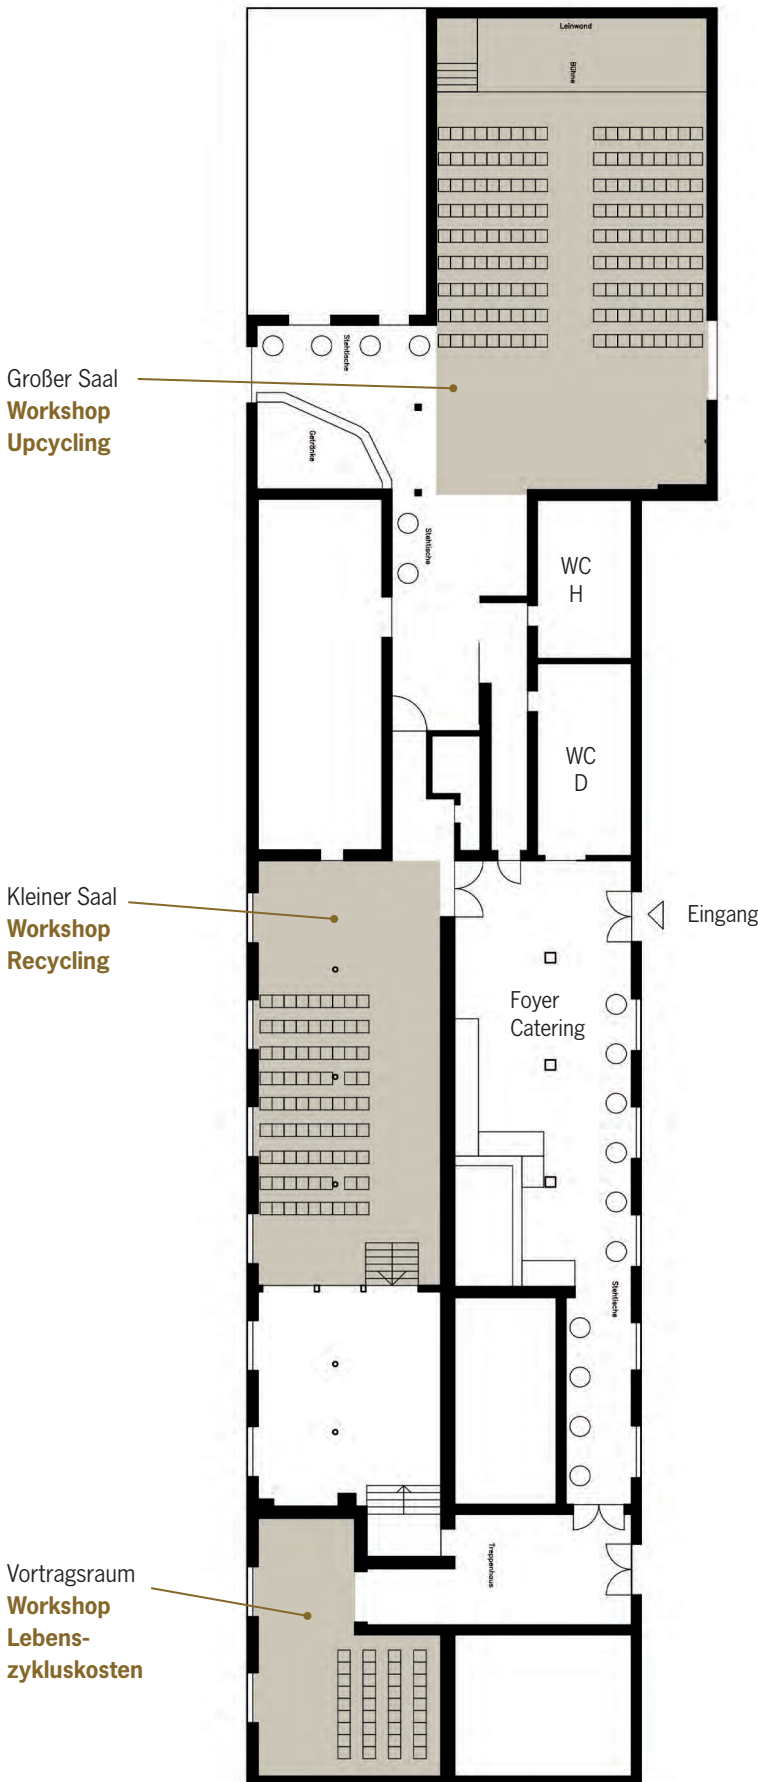 Leinwand
Bühne
Stehtische
Großer Saal
Workshop
Upcycling
Getränke
Stehtische
WC
H
WC
D
Kleiner Saal
Workshop
Recycling
Eingang
Foyer
Catering
Stehtische
Treppenhaus
Vortragsraum
Workshop
Lebens-
zykluskosten